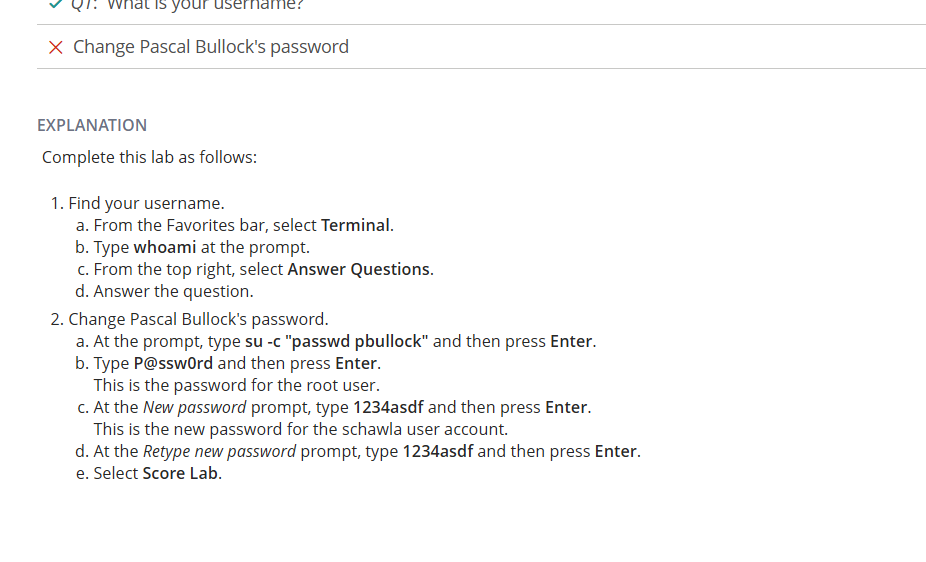 ✓ Q1: What is your username?
✕ Change Pascal Bullock's password
EXPLANATION
Complete this lab as follows:
1. Find your username.
a. From the Favorites bar, select Terminal.
b. Type whoami at the prompt.
c. From the top right, select Answer Questions.
d. Answer the question.
2. Change Pascal Bullock's password.
a. At the prompt, type su -c "passwd pbullock" and then press Enter.
b. Type P@ssw0rd and then press Enter.
This is the password for the root user.
c. At the New password prompt, type 1234asdf and then press Enter.
This is the new password for the schawla user account.
d. At the Retype new password prompt, type 1234asdf and then press Enter.
e. Select Score Lab.